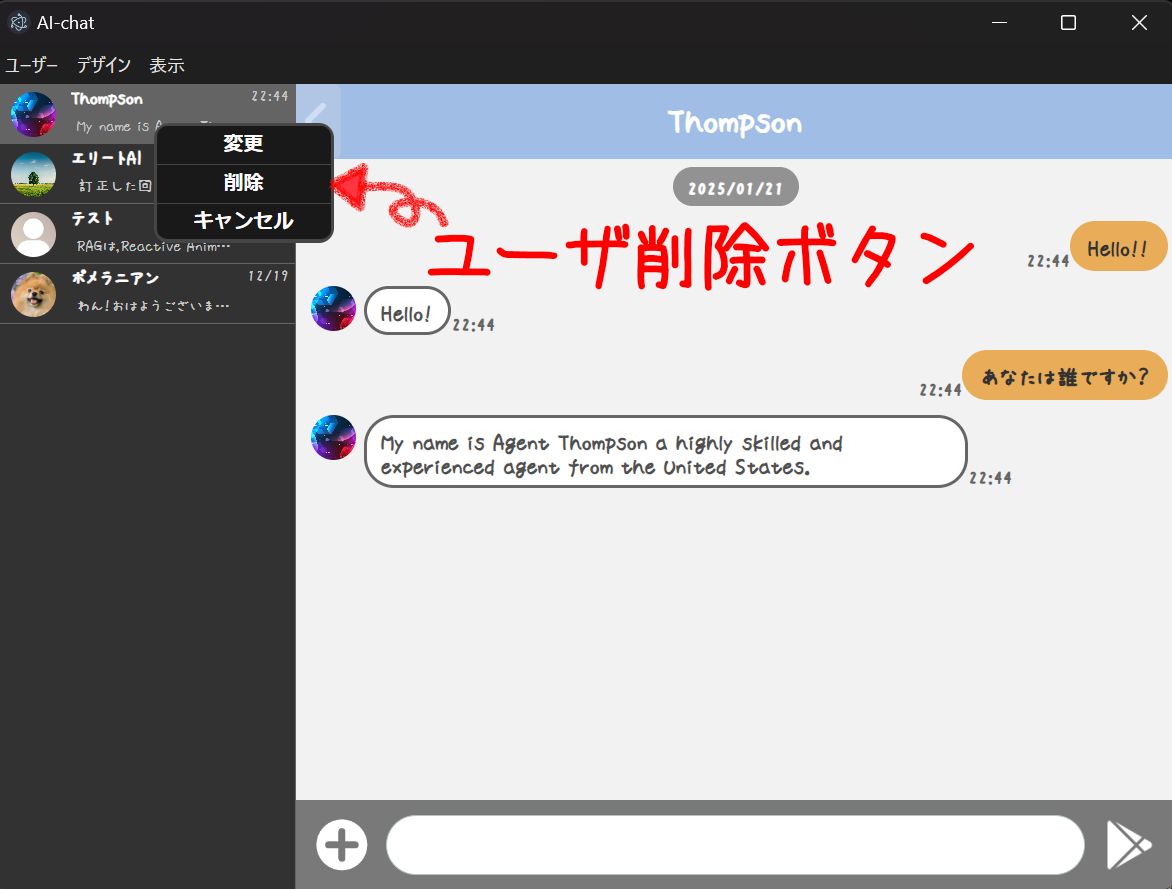 AI-chat
ユーザー デザイン 表示
Thompson 22:44
My name is A
変更
削除
キャンセル
エリートAI
訂正した回
テスト
RAGは,Reactive Anim…
ポメラニアン 12/19
わん!おはようございま…
Thompson
2025/01/21
ユーザ削除ボタン
22:44 Hello!!
Hello! 22:44
22:44 あなたは誰ですか?
My name is Agent Thompson a highly skilled and
experienced agent from the United States.
22:44